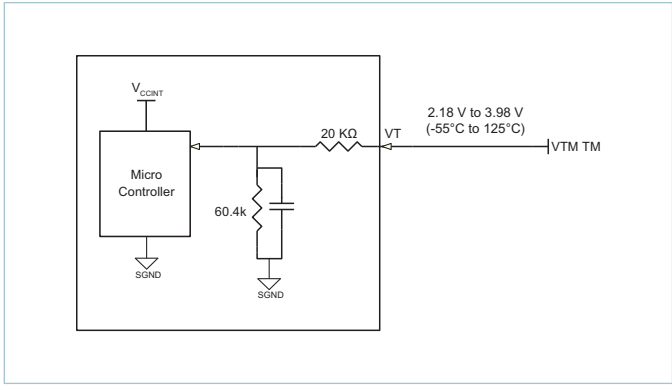 V_CCINT
2.18 V to 3.98 V
(-55°C to 125°C)
20 KΩ
VT
VTM TM
Micro
Controller
60.4k
SGND
SGND